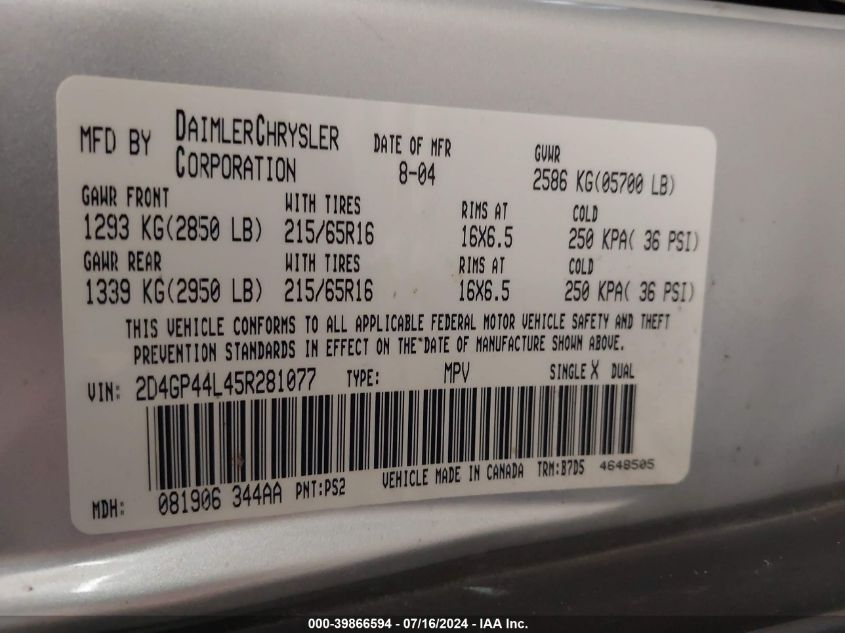 MFD BY DAIMLERCHRYSLER CORPORATION DATE OF MFR 8-04 GVWR 2586 KG(05700 LB)
GAWR FRONT WITH TIRES RIMS AT COLD
1293 KG(2850 LB) 215/65R16 16X6.5 250 KPA( 36 PSI)
GAWR REAR WITH TIRES RIMS AT COLD
1339 KG(2950 LB) 215/65R16 16X6.5 250 KPA( 36 PSI)
THIS VEHICLE CONFORMS TO ALL APPLICABLE FEDERAL MOTOR VEHICLE SAFETY AND THEFT
PREVENTION STANDARDS IN EFFECT ON THE DATE OF MANUFACTURE SHOWN ABOVE.
VIN: 2D4GP44L45R281077 TYPE: MPV SINGLE X DUAL
MDH: 081906 344AA PNT:PS2 VEHICLE MADE IN CANADA TRM:B7D5 4648505
000-39866594 - 07/16/2024 - IAA Inc.